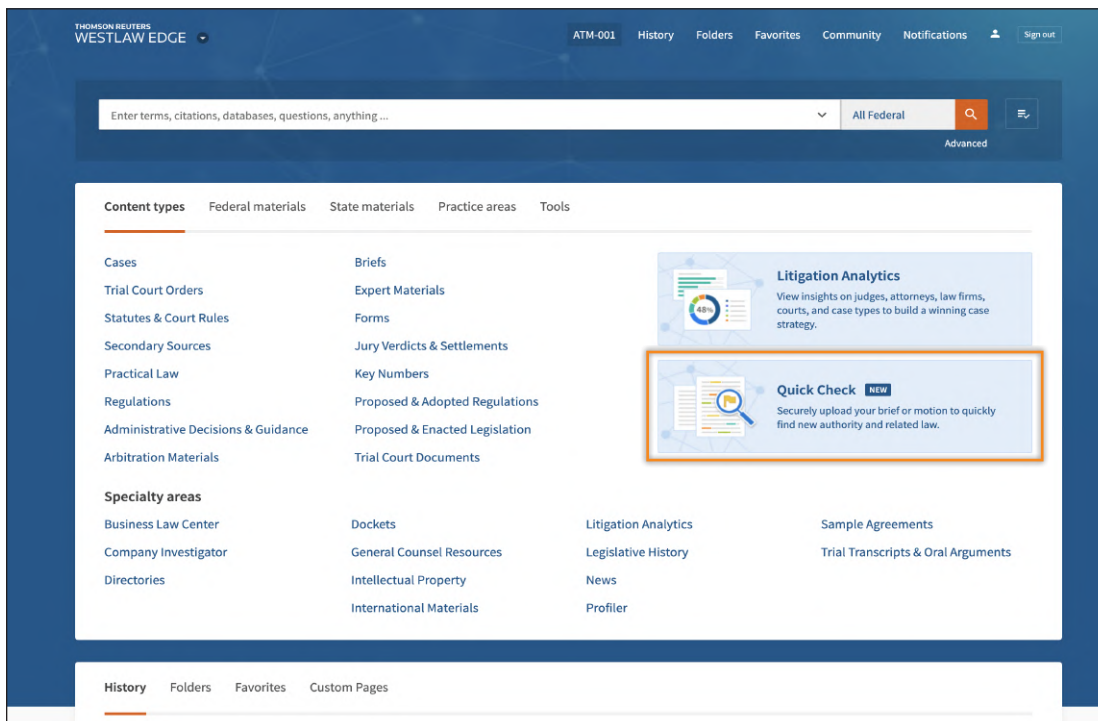 THOMSON REUTERS
WESTLAW EDGE
ATM-001 History Folders Favorites Community Notifications Sign out
Enter terms, citations, databases, questions, anything ... All Federal
Advanced
Content types Federal materials State materials Practice areas Tools
Cases
Trial Court Orders
Statutes & Court Rules
Secondary Sources
Practical Law
Regulations
Administrative Decisions & Guidance
Arbitration Materials
Briefs
Expert Materials
Forms
Jury Verdicts & Settlements
Key Numbers
Proposed & Adopted Regulations
Proposed & Enacted Legislation
Trial Court Documents
48%
Litigation Analytics
View insights on judges, attorneys, law firms,
courts, and case types to build a winning case
strategy.
Quick Check NEW
Securely upload your brief or motion to quickly
find new authority and related law.
Specialty areas
Business Law Center
Company Investigator
Directories
Dockets
General Counsel Resources
Intellectual Property
International Materials
Litigation Analytics
Legislative History
News
Profiler
Sample Agreements
Trial Transcripts & Oral Arguments
History Folders Favorites Custom Pages